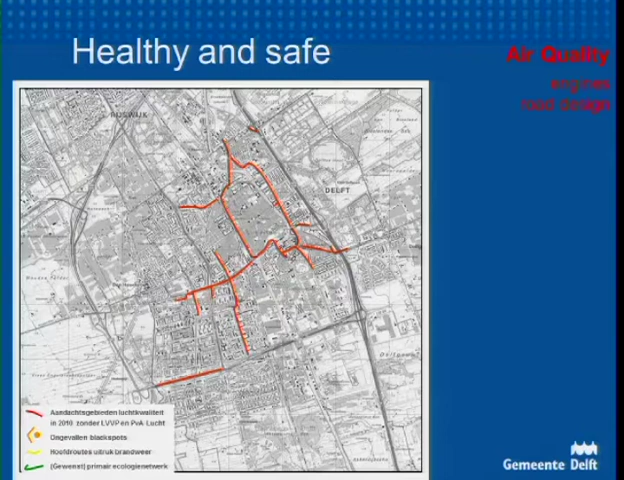 Healthy and safe
Air Quality
engines
road design
RIJSWIJK
DELFT
Aandachtsgebieden luchtkwaliteit
in 2010 zonder LVVP en PvA Lucht
Ongevallen blackspots
Hoofdroutes uitruk brandweer
(Gewenst) primair ecologienetwerk
Gemeente Delft